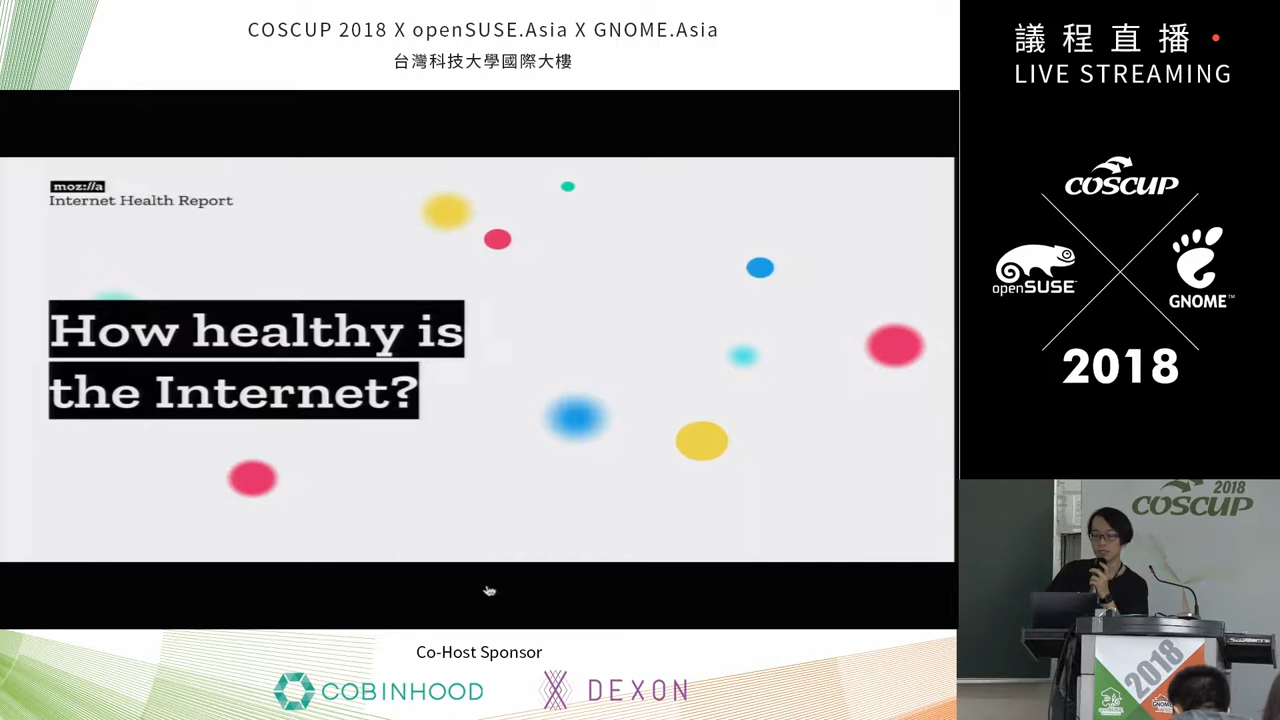 COSCUP 2018 X openSUSE.Asia X GNOME.Asia
台灣科技大學國際大樓
議程直播
LIVE STREAMING
COSCUP
openSUSE
GNOME™
2018
moz://a
Internet Health Report
How healthy is
the Internet?
2018
COSCUP
2018
Co-Host Sponsor
COBINHOOD
DEXON